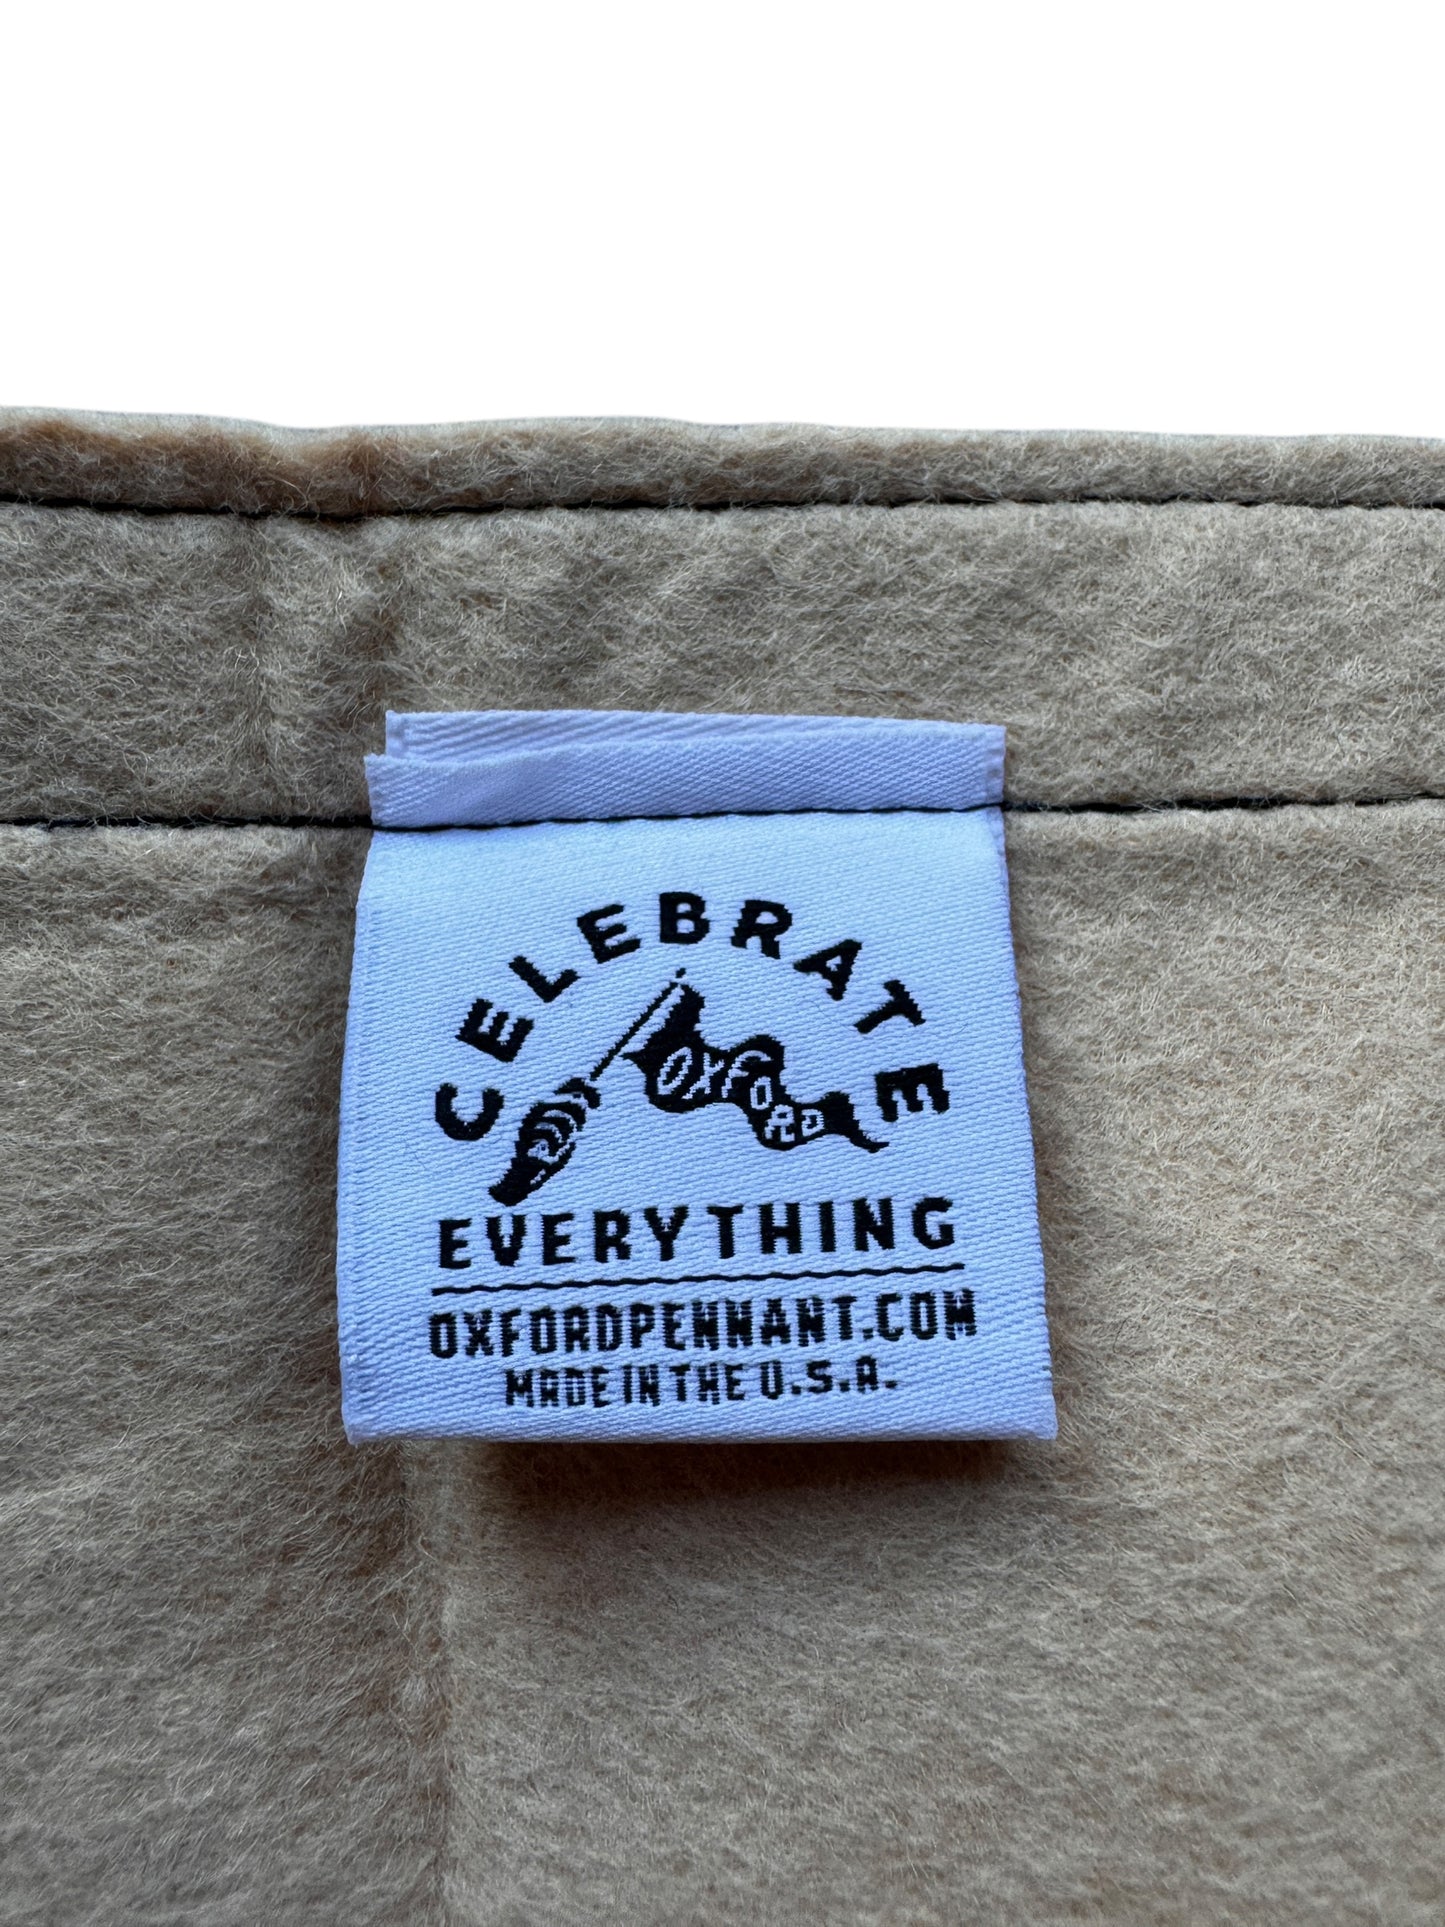 CELEBRATE
OXFORD
EVERYTHING
OXFORDPENNANT.COM
MADE IN THE U.S.A.